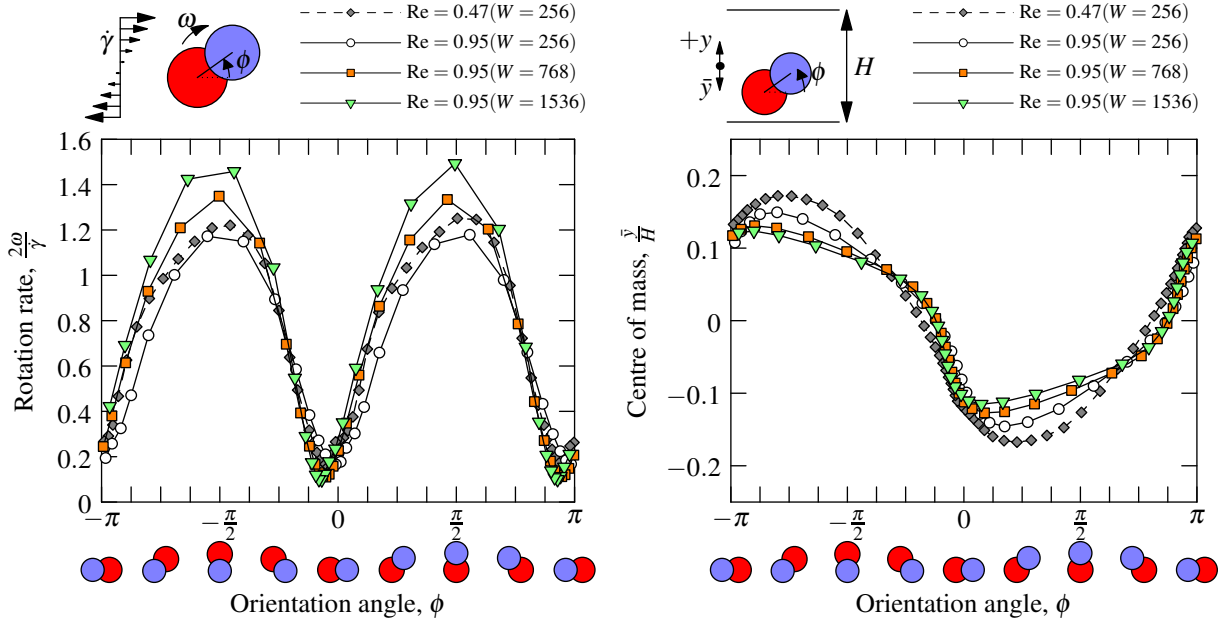 γ̇
ω
ϕ
Re = 0.47(W = 256)
Re = 0.95(W = 256)
Re = 0.95(W = 768)
Re = 0.95(W = 1536)
Rotation rate, 2ω/γ̇
1.6
1.4
1.2
1
0.8
0.6
0.4
0.2
0
−π
−π/2
0
π/2
π
Orientation angle, ϕ
+y
ȳ
ϕ
H
Re = 0.47(W = 256)
Re = 0.95(W = 256)
Re = 0.95(W = 768)
Re = 0.95(W = 1536)
Centre of mass, ȳ/H
0.2
0.1
0
−0.1
−0.2
−π
−π/2
0
π/2
π
Orientation angle, ϕ